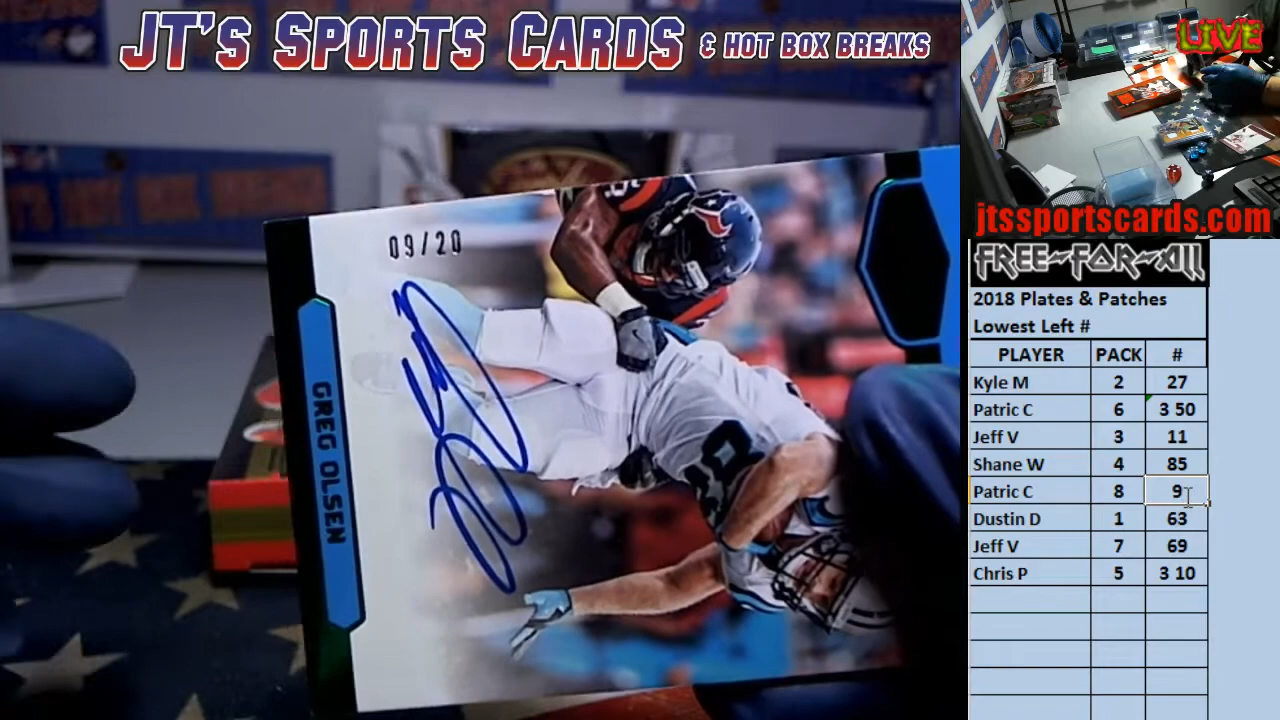 JT'S SPORTS CARDS & HOT BOX BREAKS
LIVE
jtssportscards.com
09/20
GREG OLSEN
FREE-FOR-ALL
2018 Plates & Patches
Lowest Left #
PLAYER PACK #
Kyle M 2 27
Patric C 6 3 50
Jeff V 3 11
Shane W 4 85
Patric C 8 9
Dustin D 1 63
Jeff V 7 69
Chris P 5 3 10